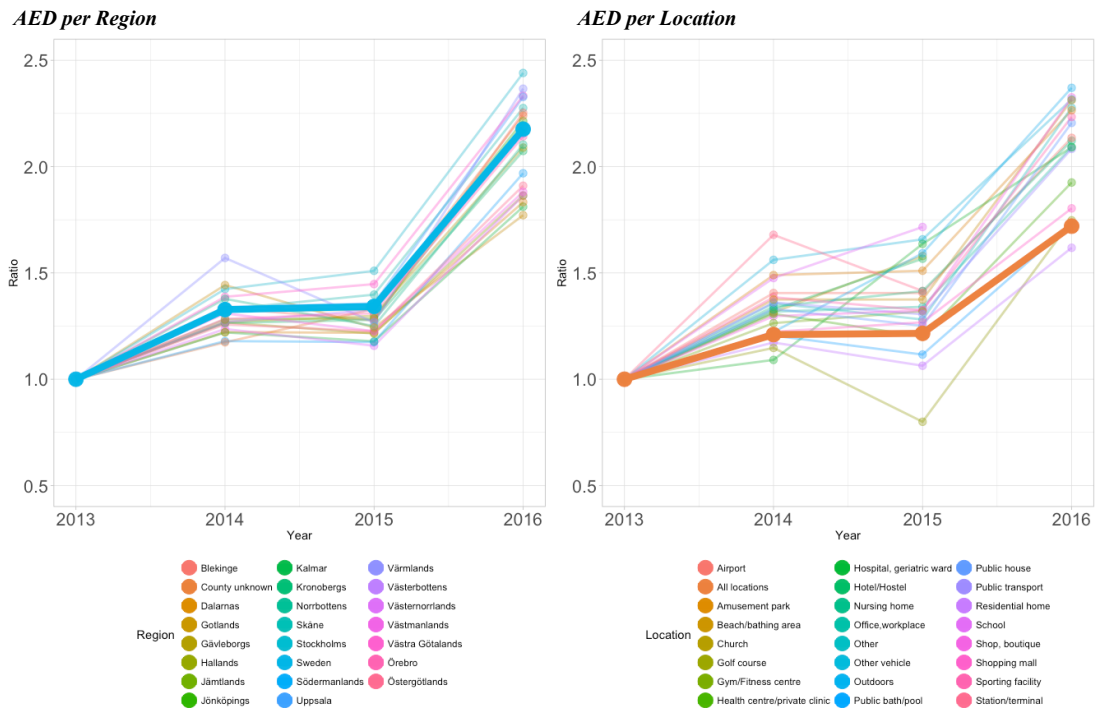 AED per Region
AED per Location
2.5
2.0
1.5
1.0
0.5
Ratio
2013 2014 2015 2016
Year
2.5
2.0
1.5
1.0
0.5
Ratio
2013 2014 2015 2016
Year
Region
Blekinge
County unknown
Dalarnas
Gotlands
Gävleborgs
Hallands
Jämtlands
Jönköpings
Kalmar
Kronobergs
Norrbottens
Skåne
Stockholms
Sweden
Södermanlands
Uppsala
Värmlands
Västerbottens
Västernorrlands
Västmanlands
Västra Götalands
Örebro
Östergötlands
Location
Airport
All locations
Amusement park
Beach/bathing area
Church
Golf course
Gym/Fitness centre
Health centre/private clinic
Hospital, geriatric ward
Hotel/Hostel
Nursing home
Office,workplace
Other
Other vehicle
Outdoors
Public bath/pool
Public house
Public transport
Residential home
School
Shop, boutique
Shopping mall
Sporting facility
Station/terminal